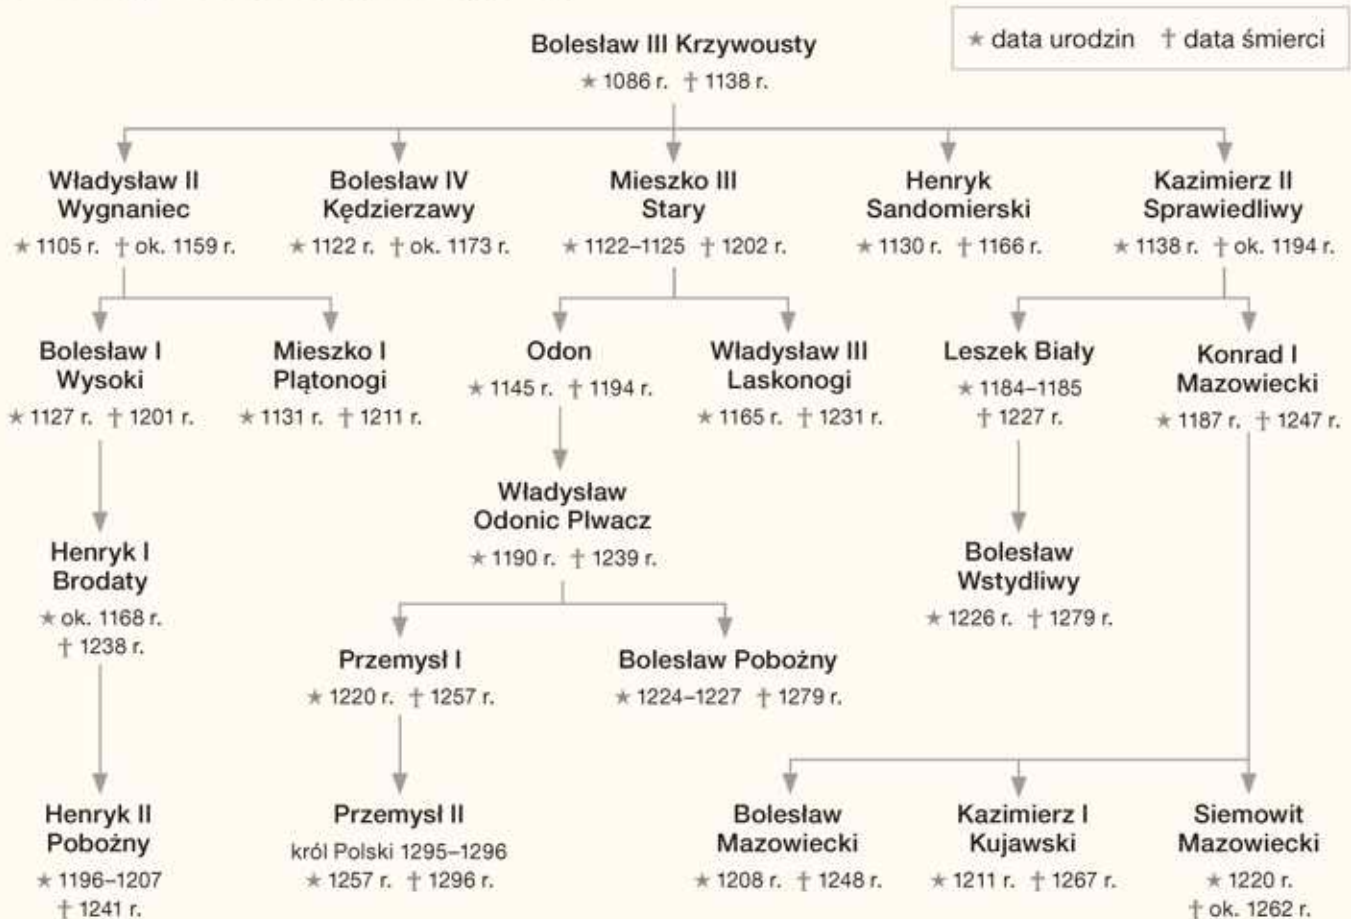 ★ data urodzin † data śmierci
Bolesław III Krzywousty
★ 1086 r. † 1138 r.
Władysław II
Wygnaniec
★ 1105 r. † ok. 1159 r.
Bolesław IV
Kędzierzawy
★ 1122 r. † ok. 1173 r.
Mieszko III
Stary
★ 1122–1125 † 1202 r.
Henryk
Sandomierski
★ 1130 r. † 1166 r.
Kazimierz II
Sprawiedliwy
★ 1138 r. † ok. 1194 r.
Bolesław I
Wysoki
★ 1127 r. † 1201 r.
Mieszko I
Plątonogi
★ 1131 r. † 1211 r.
Odon
★ 1145 r. † 1194 r.
Władysław III
Laskonogi
★ 1165 r. † 1231 r.
Leszek Biały
★ 1184–1185
† 1227 r.
Konrad I
Mazowiecki
★ 1187 r. † 1247 r.
Władysław
Odonic Plwacz
★ 1190 r. † 1239 r.
Henryk I
Brodaty
★ ok. 1168 r.
† 1238 r.
Bolesław
Wstydliwy
★ 1226 r. † 1279 r.
Przemysł I
★ 1220 r. † 1257 r.
Bolesław Pobożny
★ 1224–1227 † 1279 r.
Henryk II
Pobożny
★ 1196–1207
† 1241 r.
Przemysł II
król Polski 1295–1296
★ 1257 r. † 1296 r.
Bolesław
Mazowiecki
★ 1208 r. † 1248 r.
Kazimierz I
Kujawski
★ 1211 r. † 1267 r.
Siemowit
Mazowiecki
★ 1220 r.
† ok. 1262 r.